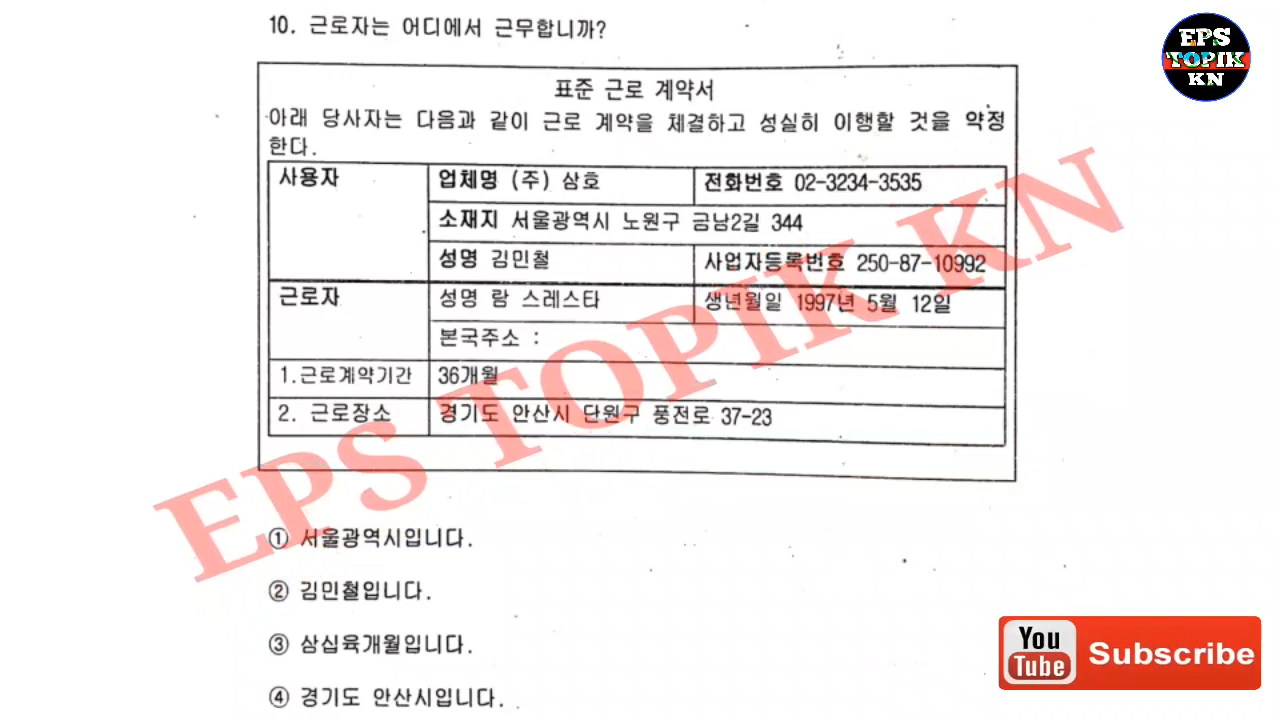 10. 근로자는 어디에서 근무합니까?
EPS
TOPIK
KN
표준 근로 계약서
아래 당사자는 다음과 같이 근로 계약을 체결하고 성실히 이행할 것을 약정
한다.
사용자 업체명 (주) 삼호 전화번호 02-3234-3535
소재지 서울광역시 노원구 금남2길 344
성명 김민철 사업자등록번호 250-87-10992
근로자 성명 람 스레스타 생년월일 1997년 5월 12일
본국주소 :
1.근로계약기간 36개월
2. 근로장소 경기도 안산시 단원구 풍전로 37-23
EPS TOPIK KN
① 서울광역시입니다.
② 김민철입니다.
③ 삼십육개월입니다.
④ 경기도 안산시입니다.
You
Tube
Subscribe